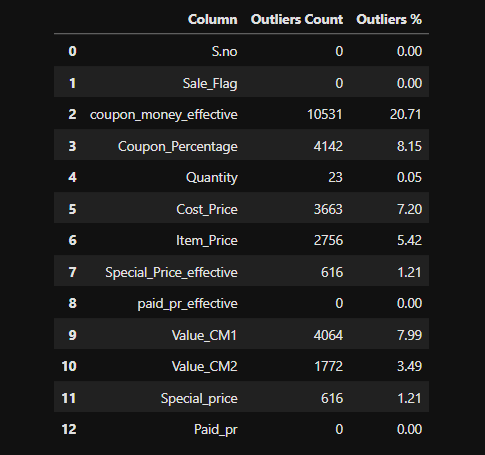 Column Outliers Count Outliers %
0 S.no 0 0.00
1 Sale_Flag 0 0.00
2 coupon_money_effective 10531 20.71
3 Coupon_Percentage 4142 8.15
4 Quantity 23 0.05
5 Cost_Price 3663 7.20
6 Item_Price 2756 5.42
7 Special_Price_effective 616 1.21
8 paid_pr_effective 0 0.00
9 Value_CM1 4064 7.99
10 Value_CM2 1772 3.49
11 Special_price 616 1.21
12 Paid_pr 0 0.00